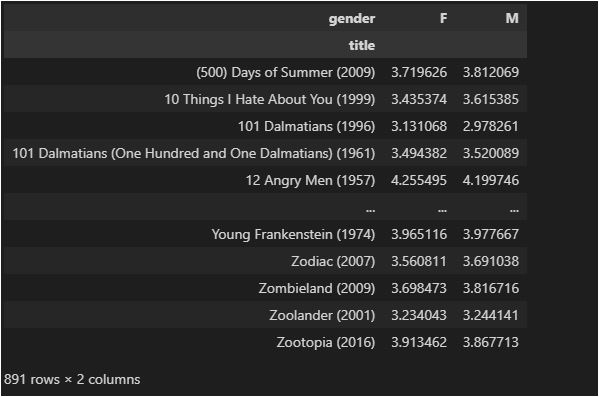 gender F M
title
(500) Days of Summer (2009) 3.719626 3.812069
10 Things I Hate About You (1999) 3.435374 3.615385
101 Dalmatians (1996) 3.131068 2.978261
101 Dalmatians (One Hundred and One Dalmatians) (1961) 3.494382 3.520089
12 Angry Men (1957) 4.255495 4.199746
... ... ...
Young Frankenstein (1974) 3.965116 3.977667
Zodiac (2007) 3.560811 3.691038
Zombieland (2009) 3.698473 3.816716
Zoolander (2001) 3.234043 3.244141
Zootopia (2016) 3.913462 3.867713
891 rows × 2 columns